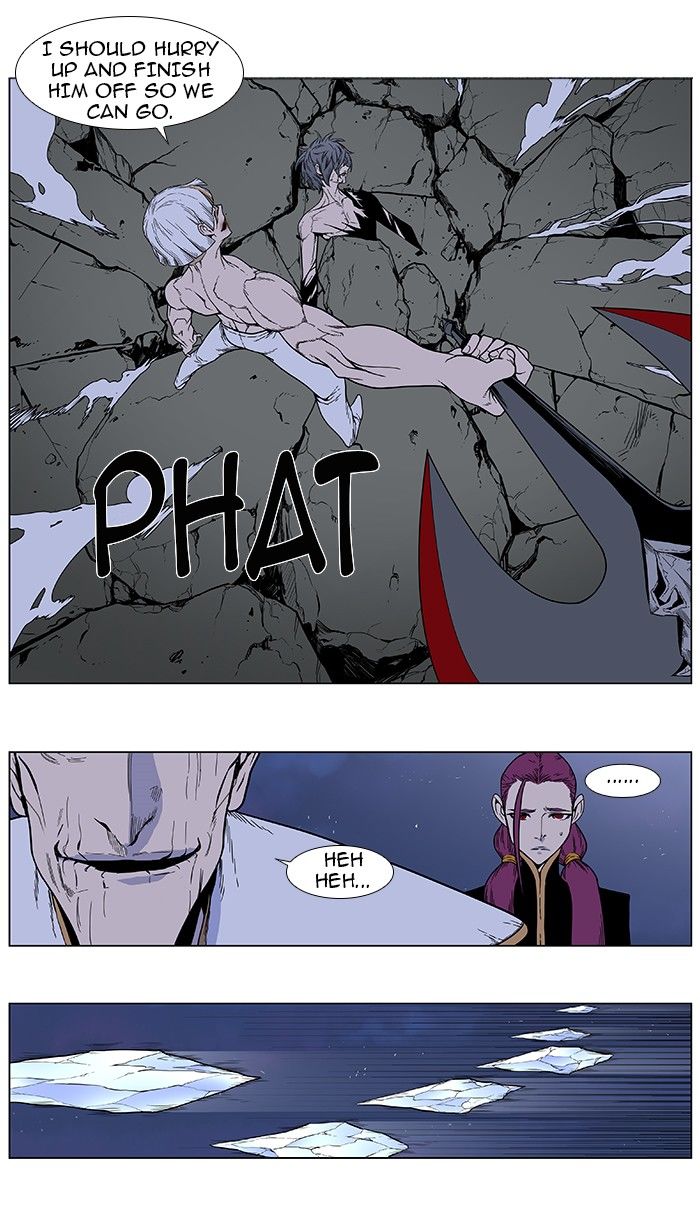 I SHOULD HURRY
UP AND FINISH
HIM OFF SO WE
CAN GO.
PHAT
......
HEH
HEH...